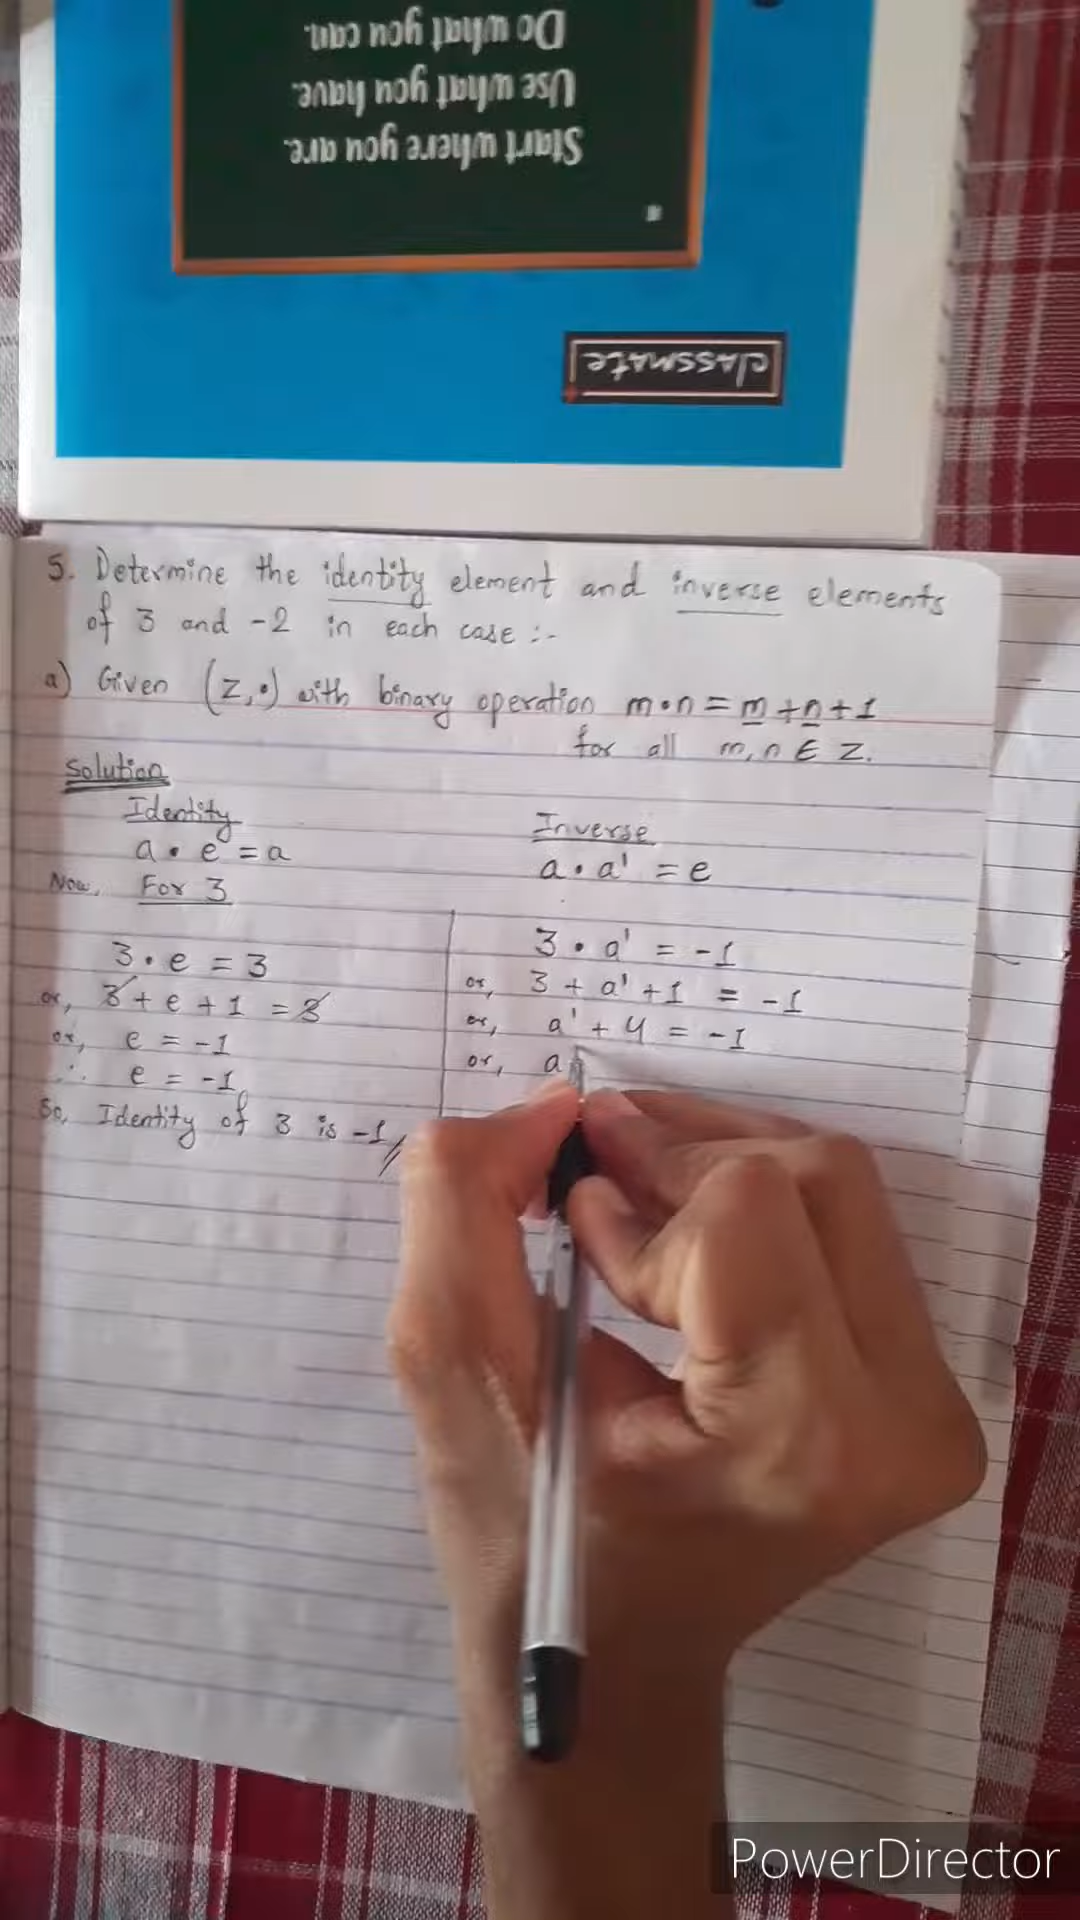 Start where you are.
Use what you have.
Do what you can.
classmate
5. Determine the identity element and inverse elements
of 3 and -2 in each case :-
a) Given (Z,•) with binary operation m•n = m+n+1
for all m, n ∈ Z.
Solution
Identity
a • e = a
Now, For 3
3 • e = 3
or, 3 + e + 1 = 3
or, e = -1
∴ e = -1
So, Identity of 3 is -1//
Inverse
a • a' = e
3 • a' = -1
or, 3 + a' + 1 = -1
or, a' + 4 = -1
or, a
PowerDirector